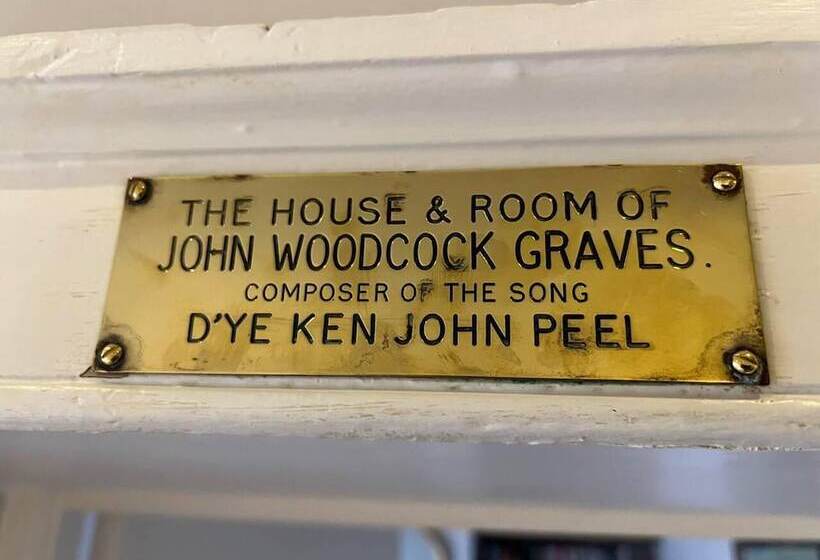 THE HOUSE & ROOM OF
JOHN WOODCOCK GRAVES.
COMPOSER OF THE SONG
D'YE KEN JOHN PEEL